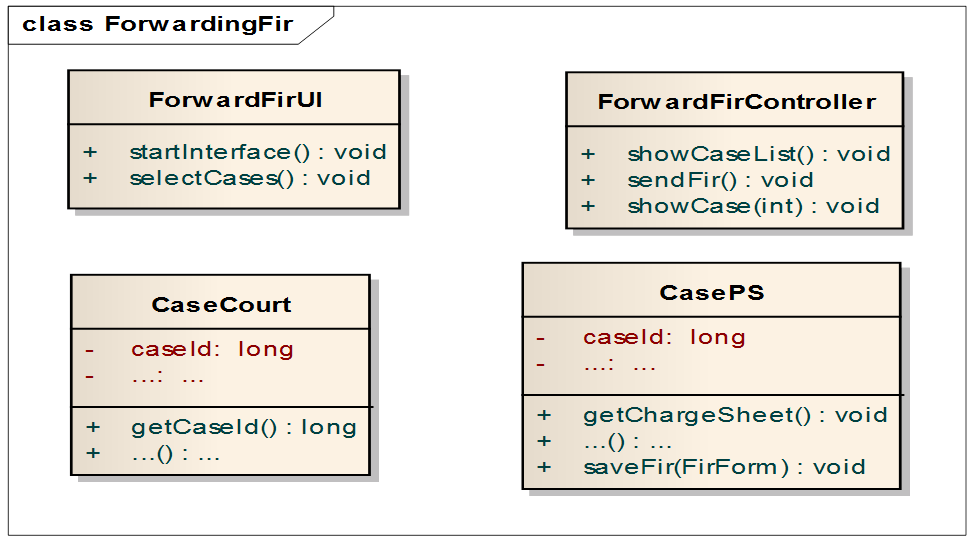 class ForwardingFir
ForwardFirUI
+ startInterface() : void
+ selectCases() : void
ForwardFirController
+ showCaseList() : void
+ sendFir() : void
+ showCase(int) : void
CaseCourt
- caseId: long
- ...: ...
+ getCaseId() : long
+ ...() : ...
CasePS
- caseId: long
- ...: ...
+ getChargeSheet() : void
+ ...() : ...
+ saveFir(FirForm) : void